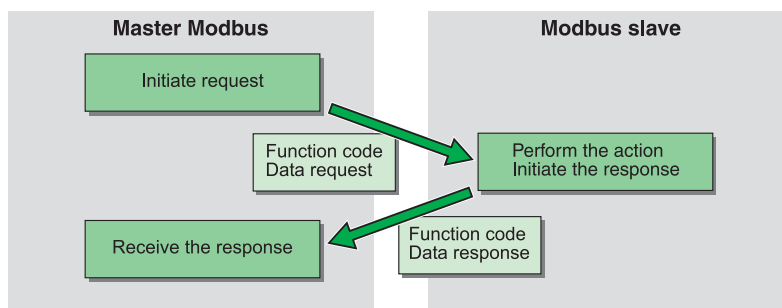 Master Modbus
Modbus slave
Initiate request
Function code
Data request
Perform the action
Initiate the response
Receive the response
Function code
Data response